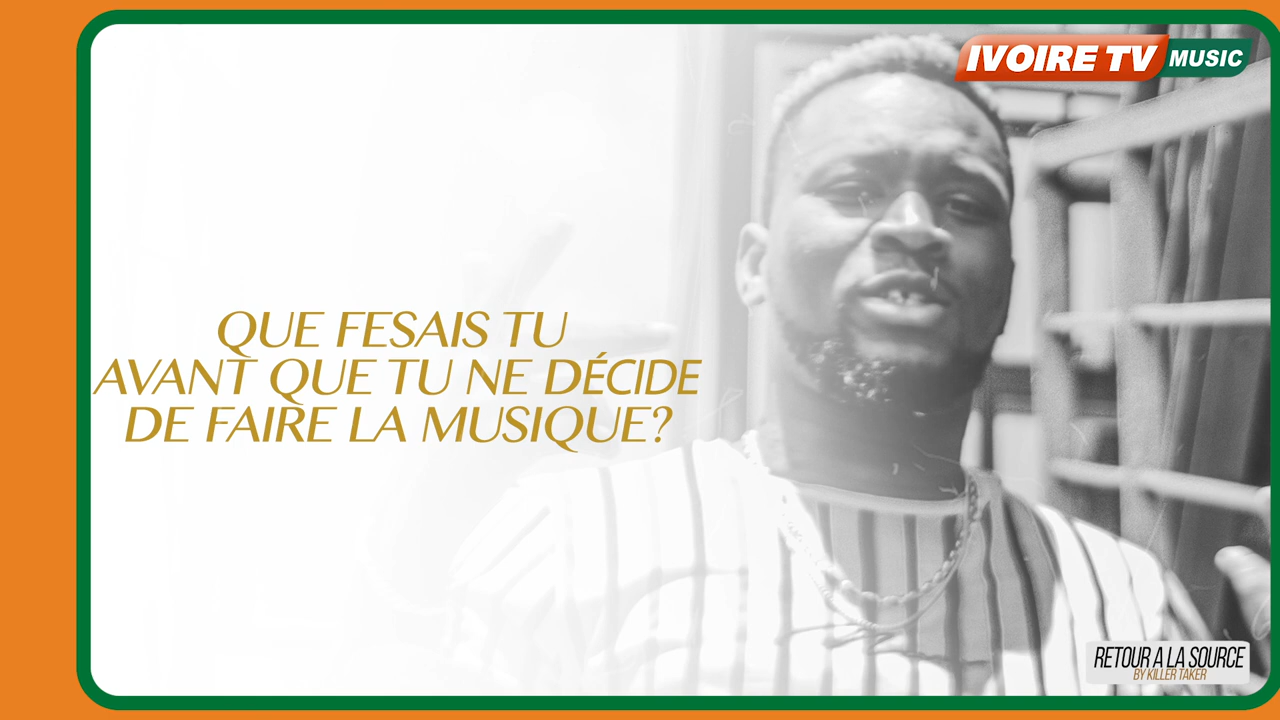 IVOIRE TV MUSIC
QUE FESAIS TU
AVANT QUE TU NE DÉCIDE
DE FAIRE LA MUSIQUE?
RETOUR A LA SOURCE
BY KILLER TAKER